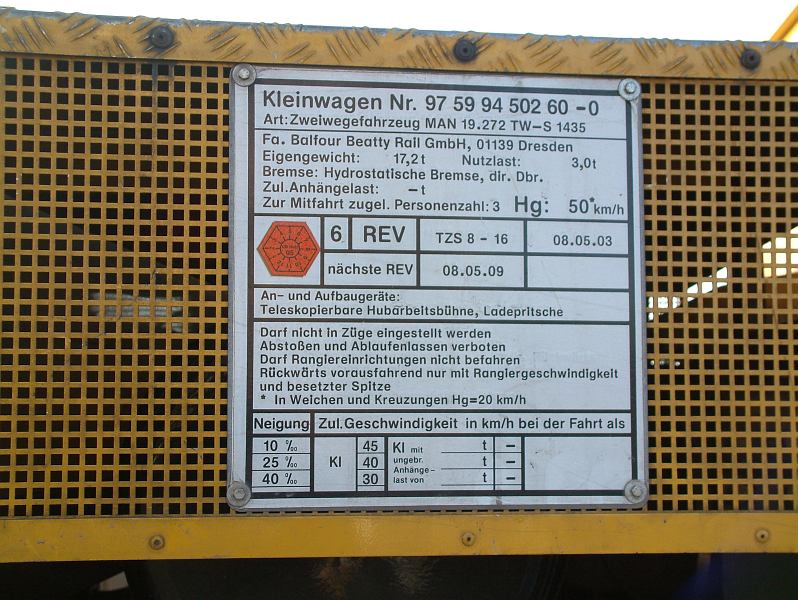 Kleinwagen Nr. 97 59 94 502 60 -0
Art: Zweiwegefahrzeug MAN 19.272 TW-S 1435
Fa. Balfour Beatty Rail GmbH, 01139 Dresden
Eigengewicht: 17,2 t Nutzlast: 3,0 t
Bremse: Hydrostatische Bremse, dir. Dbr.
Zul.Anhängelast: - t
Zur Mitfahrt zugel. Personenzahl: 3 Hg: 50* km/h
6 REV TZS 8 - 16 08.05.03
nächste REV 08.05.09
An- und Aufbaugeräte:
Teleskopierbare Hubarbeitsbühne, Ladepritsche
Darf nicht in Züge eingestellt werden
Abstoßen und Ablaufenlassen verboten
Darf Rangiereinrichtungen nicht befahren
Rückwärts vorausfahrend nur mit Rangiergeschwindigkeit
und besetzter Spitze
* In Weichen und Kreuzungen Hg=20 km/h
Neigung Zul. Geschwindigkeit in km/h bei der Fahrt als
10 ‰ Kl 45 Kl mit t -
25 ‰ 40 ungebr. Anhänge- t -
40 ‰ 30 last von t -